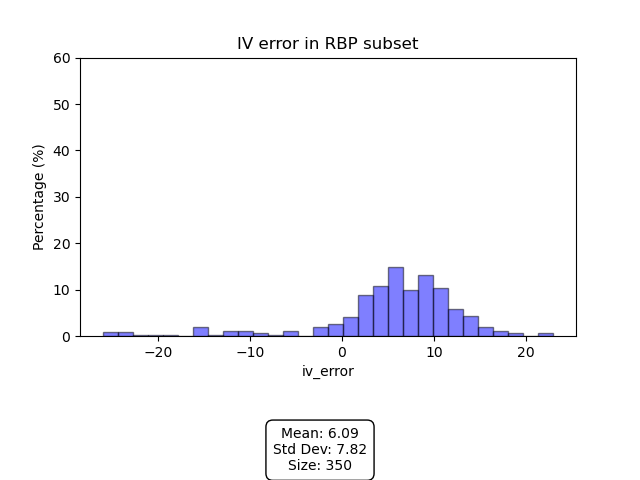 IV error in RBP subset
60
50
40
30
20
10
0
Percentage (%)
−20
−10
0
10
20
iv_error
Mean: 6.09
Std Dev: 7.82
Size: 350